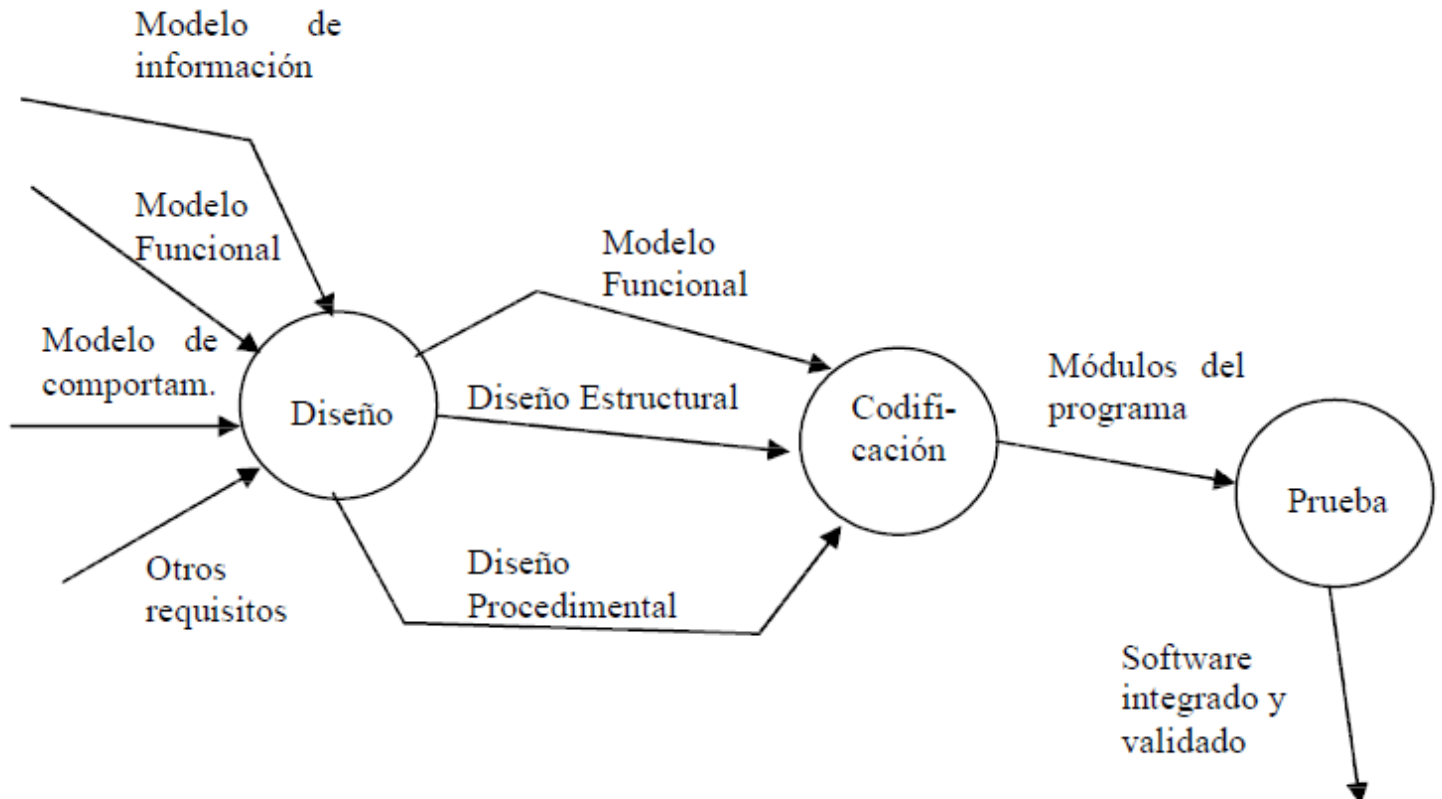 Modelo de
información
Modelo
Funcional
Modelo de
comportam.
Diseño
Otros
requisitos
Modelo
Funcional
Diseño Estructural
Diseño
Procedimental
Codifi-
cación
Módulos del
programa
Prueba
Software
integrado y
validado